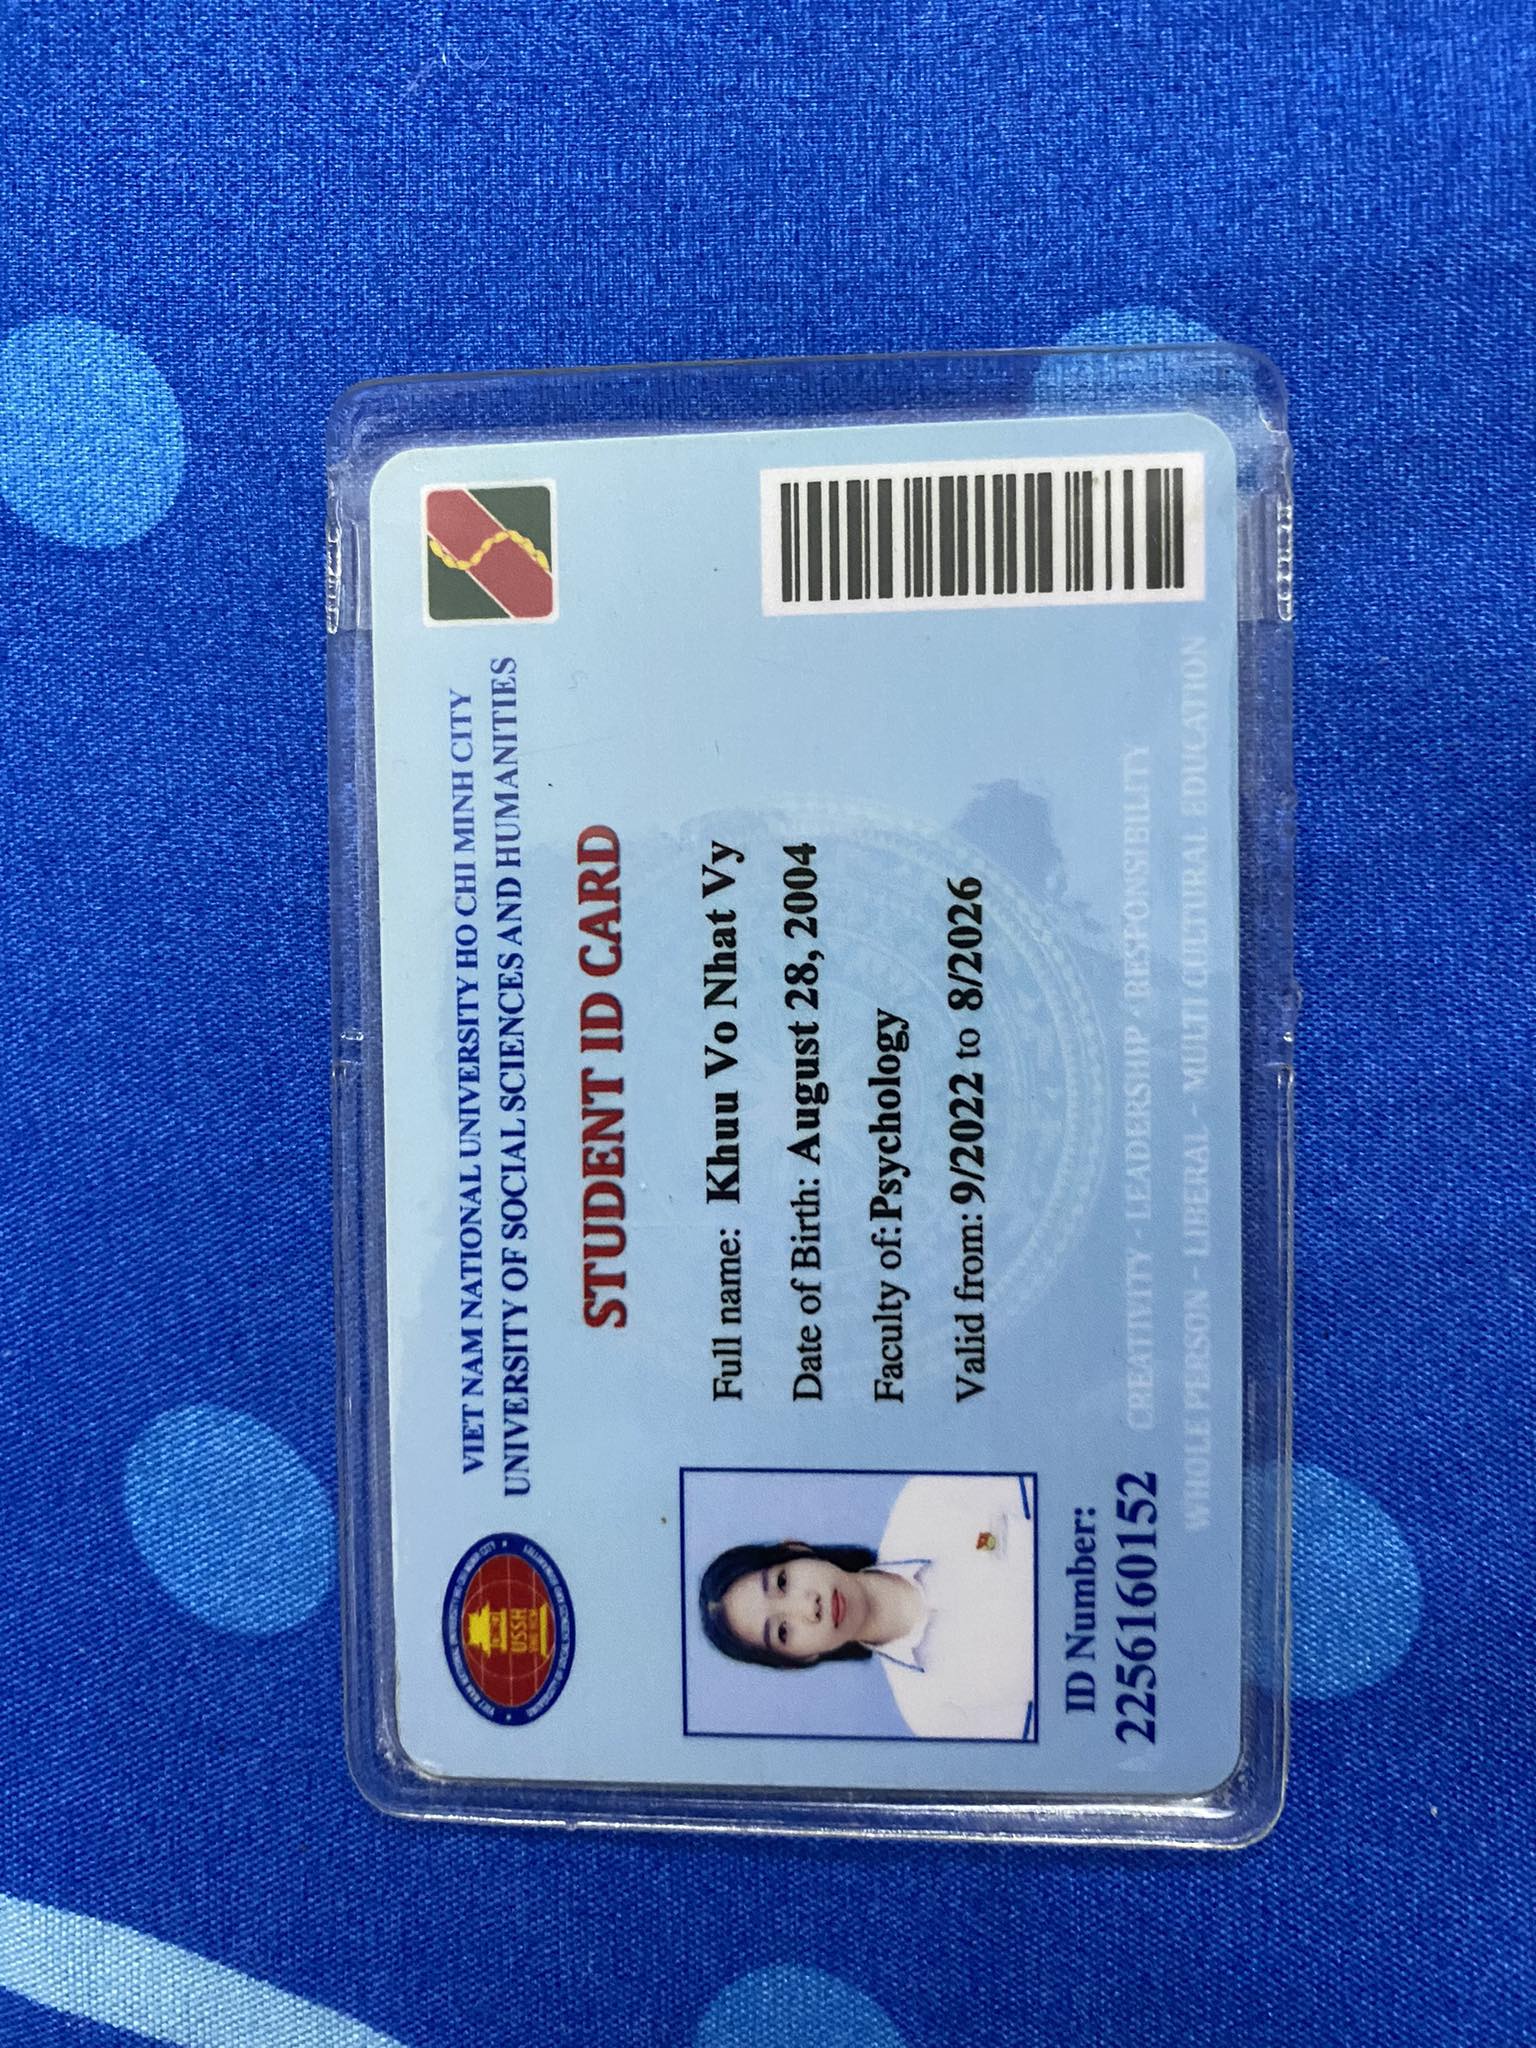 VIET NAM NATIONAL UNIVERSITY HO CHI MINH CITY
UNIVERSITY OF SOCIAL SCIENCES AND HUMANITIES
STUDENT ID CARD
Full name: Khuu Vo Nhat Vy
Date of Birth: August 28, 2004
Faculty of: Psychology
Valid from: 9/2022 to 8/2026
ID Number:
2256160152
CREATIVITY - LEADERSHIP - RESPONSIBILITY
WHOLE PERSON - LIBERAL - MULTI CULTURAL EDUCATION
USSH